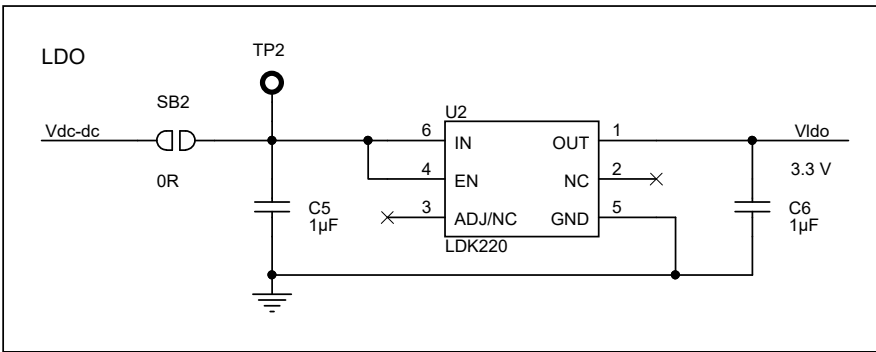 LDO
TP2
SB2
U2
Vdc-dc
6
IN
OUT
1
Vldo
0R
4
EN
NC
2
3.3 V
C5
1µF
3
ADJ/NC
GND
5
C6
1µF
LDK220